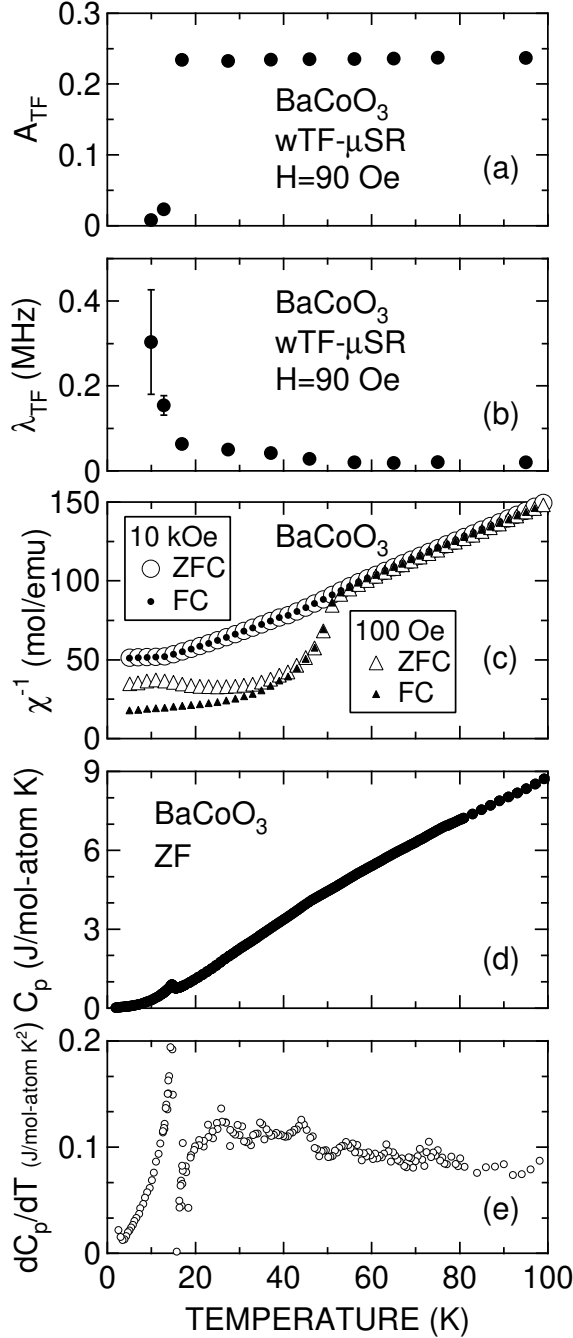 0.3
0.2
0.1
0
A_TF
BaCoO₃
wTF-μSR
H=90 Oe
(a)
0.4
0.2
0
λ_TF (MHz)
BaCoO₃
wTF-μSR
H=90 Oe
(b)
150
100
50
0
χ⁻¹ (mol/emu)
10 kOe
ZFC
FC
BaCoO₃
100 Oe
ZFC
FC
(c)
9
6
3
0
C_p (J/mol-atom K)
BaCoO₃
ZF
(d)
0.2
0.1
0
dC_p/dT (J/mol-atom K²)
(e)
0 20 40 60 80 100
TEMPERATURE (K)